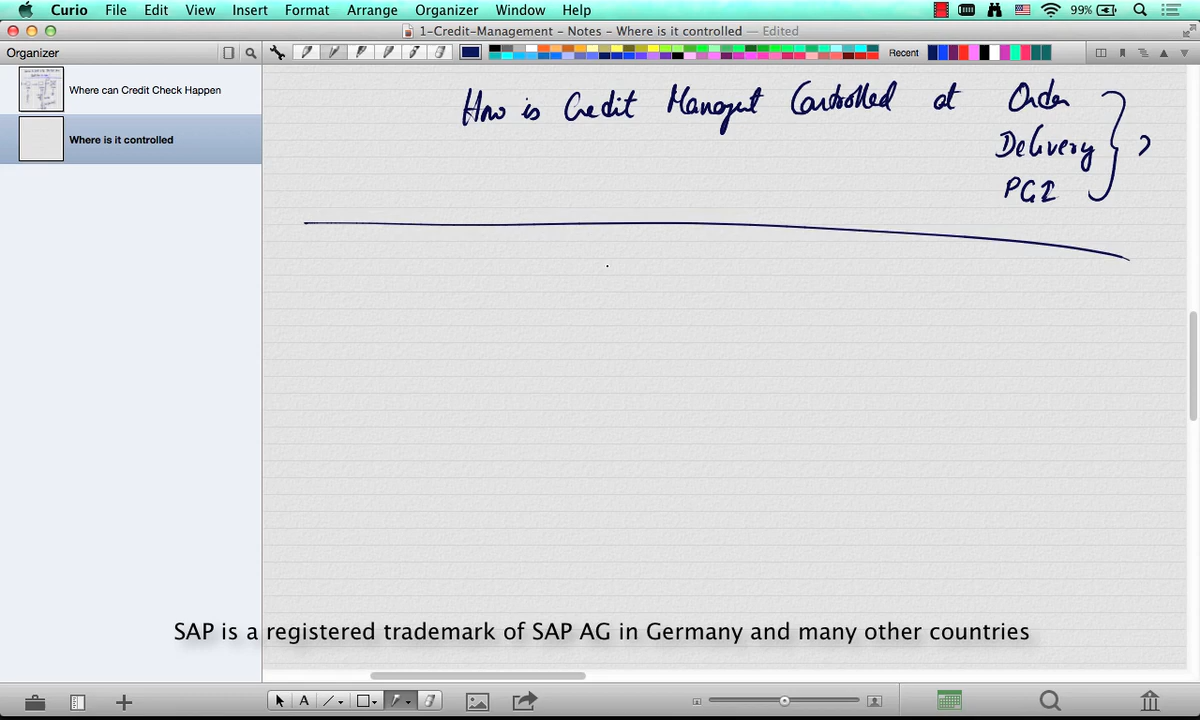 Curio File Edit View Insert Format Arrange Organizer Window Help 99%
1-Credit-Management - Notes - Where is it controlled — Edited
Organizer
Recent
Where can Credit Check Happen
Where is it controlled
How is Credit Managmt Controlled at Order
Delivery
PGI
SAP is a registered trademark of SAP AG in Germany and many other countries
A